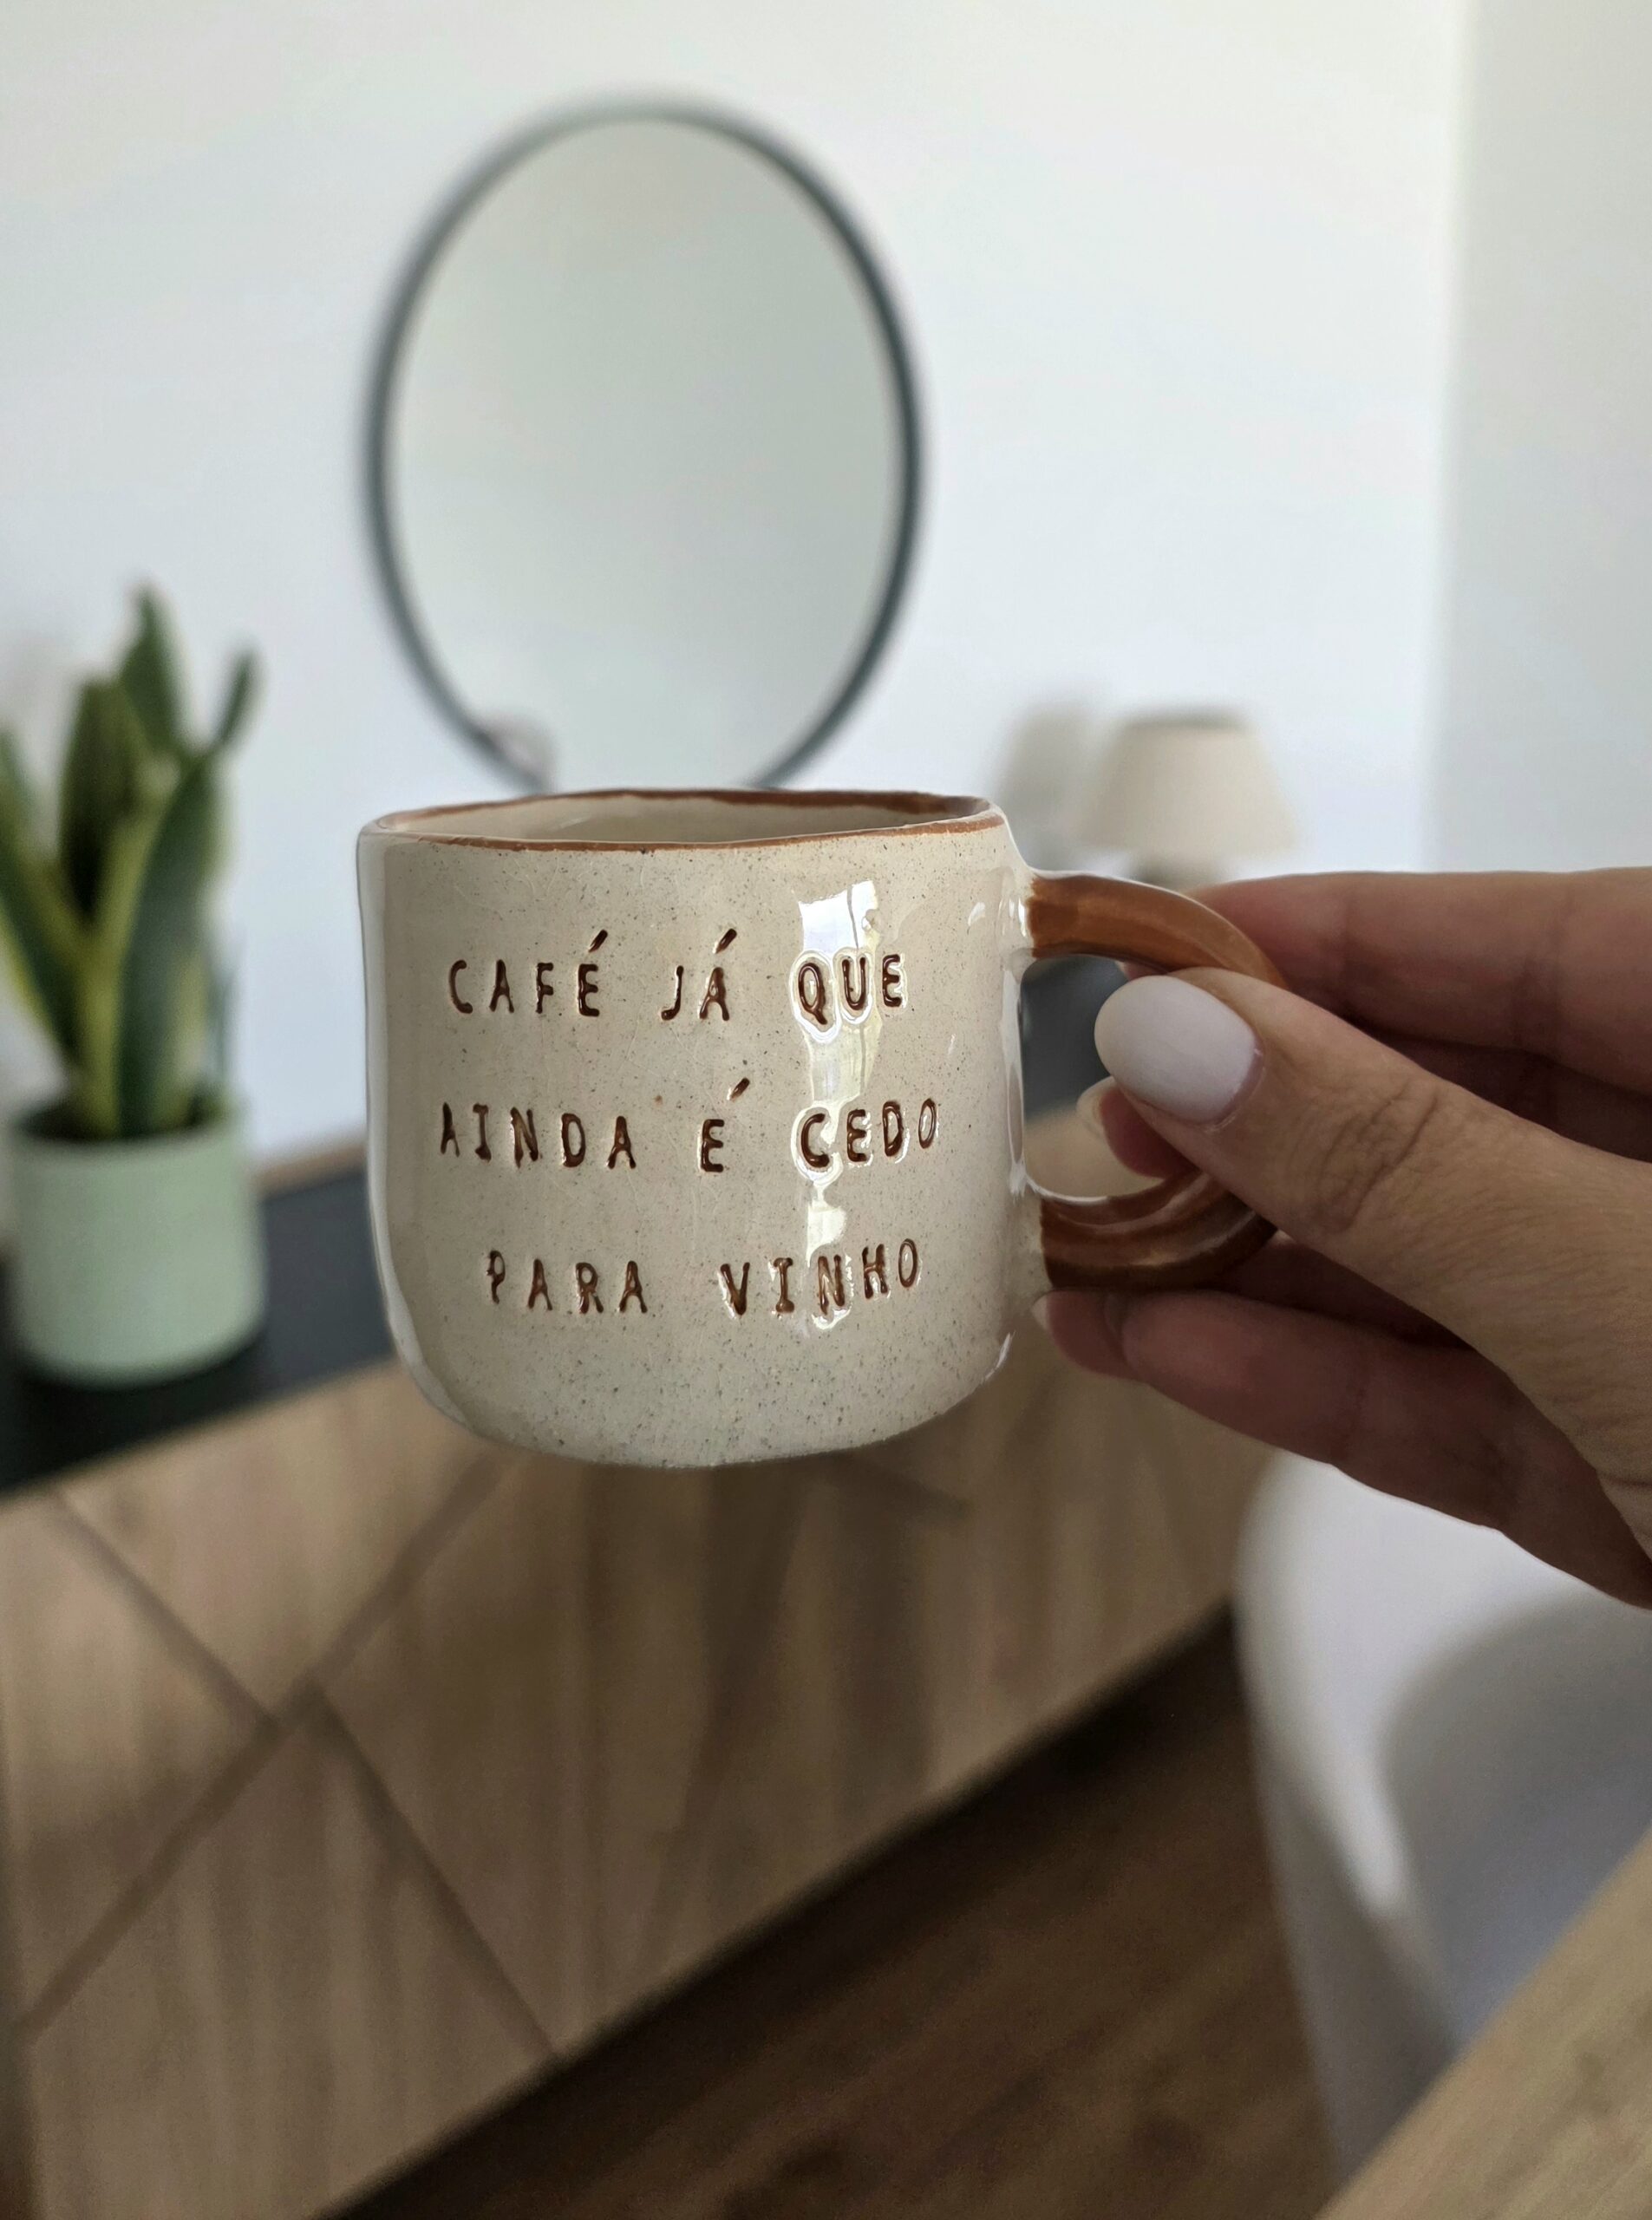 CAFÉ JÁ QUE
AINDA É CEDO
PARA VINHO